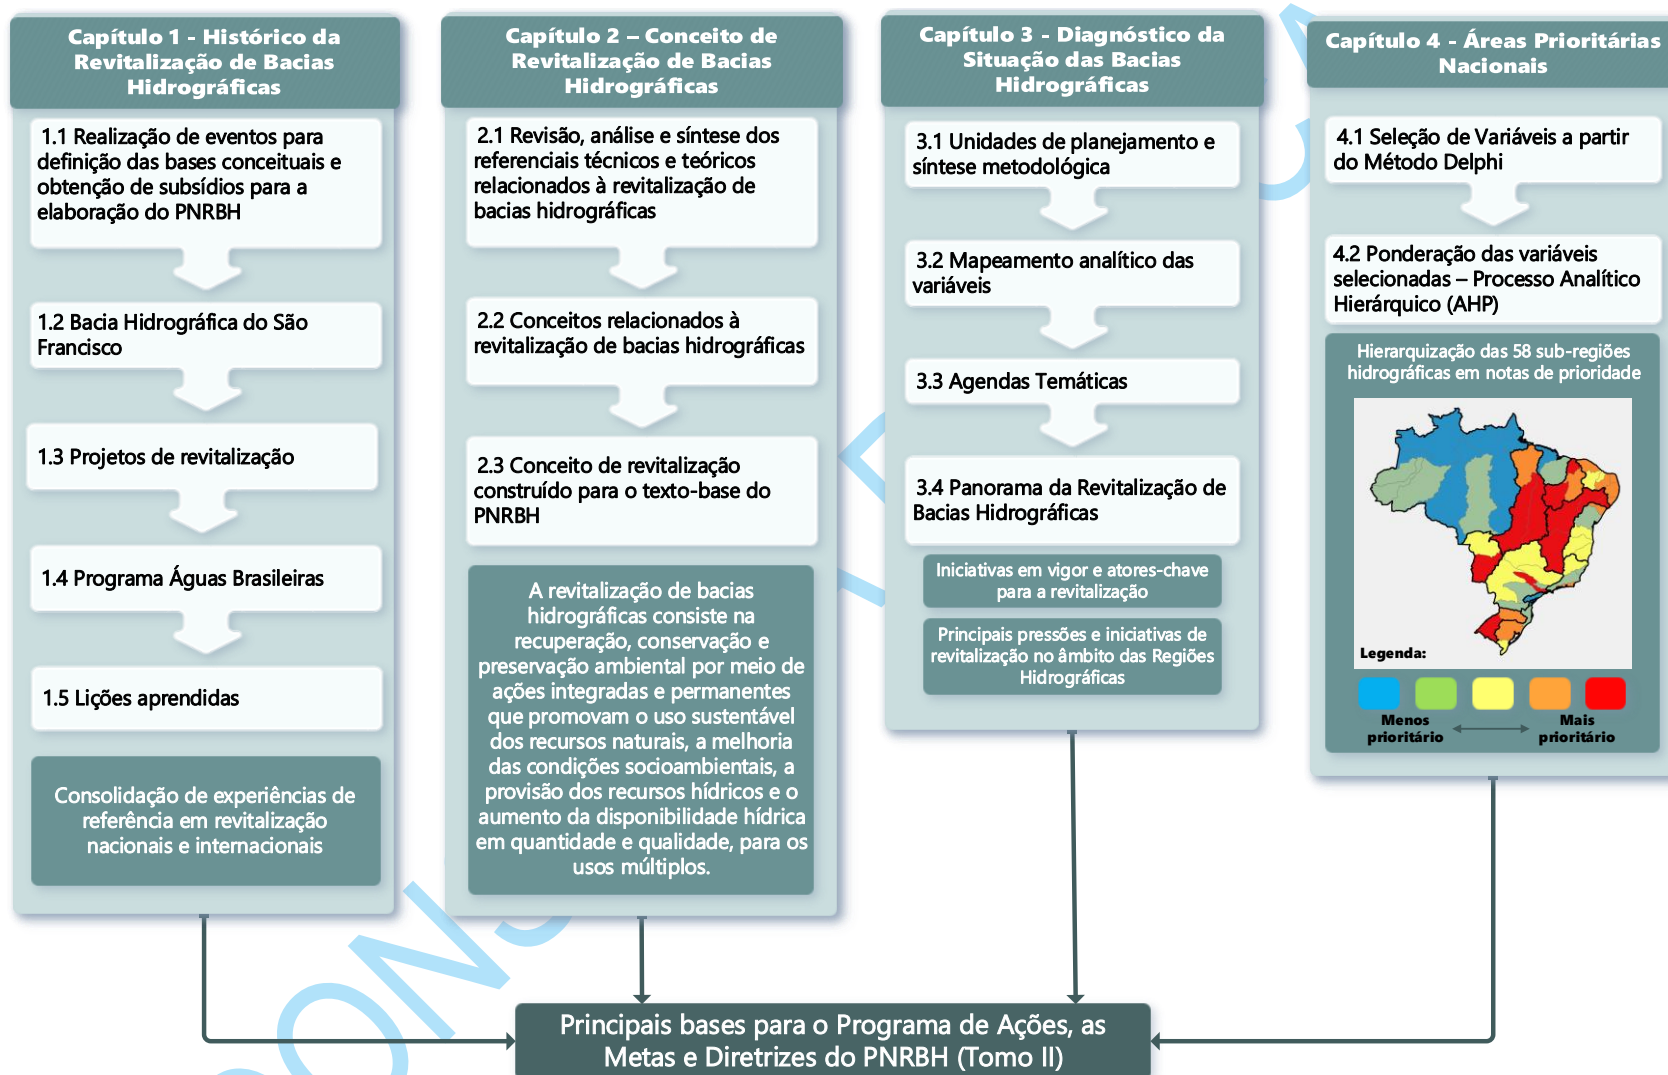 Capítulo 1 - Histórico da
Revitalização de Bacias
Hidrográficas
1.1 Realização de eventos para
definição das bases conceituais e
obtenção de subsídios para a
elaboração do PNRBH
1.2 Bacia Hidrográfica do São
Francisco
1.3 Projetos de revitalização
1.4 Programa Águas Brasileiras
1.5 Lições aprendidas
Consolidação de experiências de
referência em revitalização
nacionais e internacionais
Capítulo 2 – Conceito de
Revitalização de Bacias
Hidrográficas
2.1 Revisão, análise e síntese dos
referenciais técnicos e teóricos
relacionados à revitalização de
bacias hidrográficas
2.2 Conceitos relacionados à
revitalização de bacias hidrográficas
2.3 Conceito de revitalização
construído para o texto-base do
PNRBH
A revitalização de bacias
hidrográficas consiste na
recuperação, conservação e
preservação ambiental por meio de
ações integradas e permanentes
que promovam o uso sustentável
dos recursos naturais, a melhoria
das condições socioambientais, a
provisão dos recursos hídricos e o
aumento da disponibilidade hídrica
em quantidade e qualidade, para os
usos múltiplos.
Capítulo 3 - Diagnóstico da
Situação das Bacias
Hidrográficas
3.1 Unidades de planejamento e
síntese metodológica
3.2 Mapeamento analítico das
variáveis
3.3 Agendas Temáticas
3.4 Panorama da Revitalização de
Bacias Hidrográficas
Iniciativas em vigor e atores-chave
para a revitalização
Principais pressões e iniciativas de
revitalização no âmbito das Regiões
Hidrográficas
Capítulo 4 - Áreas Prioritárias
Nacionais
4.1 Seleção de Variáveis a partir
do Método Delphi
4.2 Ponderação das variáveis
selecionadas – Processo Analítico
Hierárquico (AHP)
Hierarquização das 58 sub-regiões
hidrográficas em notas de prioridade
Legenda:
Menos
prioritário
Mais
prioritário
Principais bases para o Programa de Ações, as
Metas e Diretrizes do PNRBH (Tomo II)